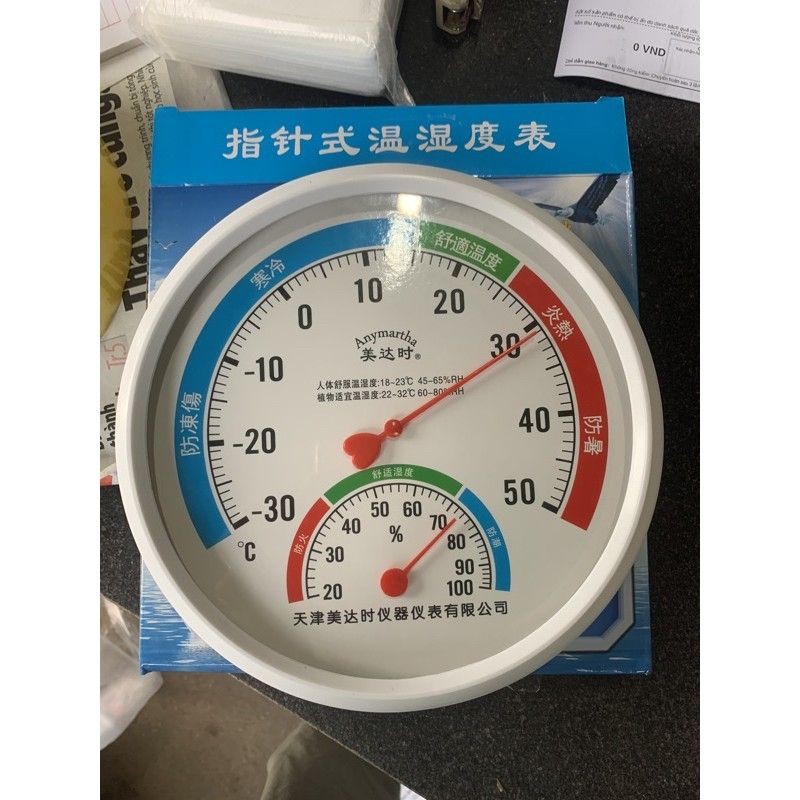 0 VND
指针式温湿度表
舒適温度
寒冷
炎熱
防凍傷
防暑
-30
-20
-10
0
10
20
30
40
50
°C
Anymartha
美达时®
人体舒服温湿度:18~23℃ 45-65%RH
植物适宜温湿度:22~32℃ 60-80%RH
舒适湿度
防火
防潮
20
30
40
50
60
70
80
90
100
%
天津美达时仪器仪表有限公司